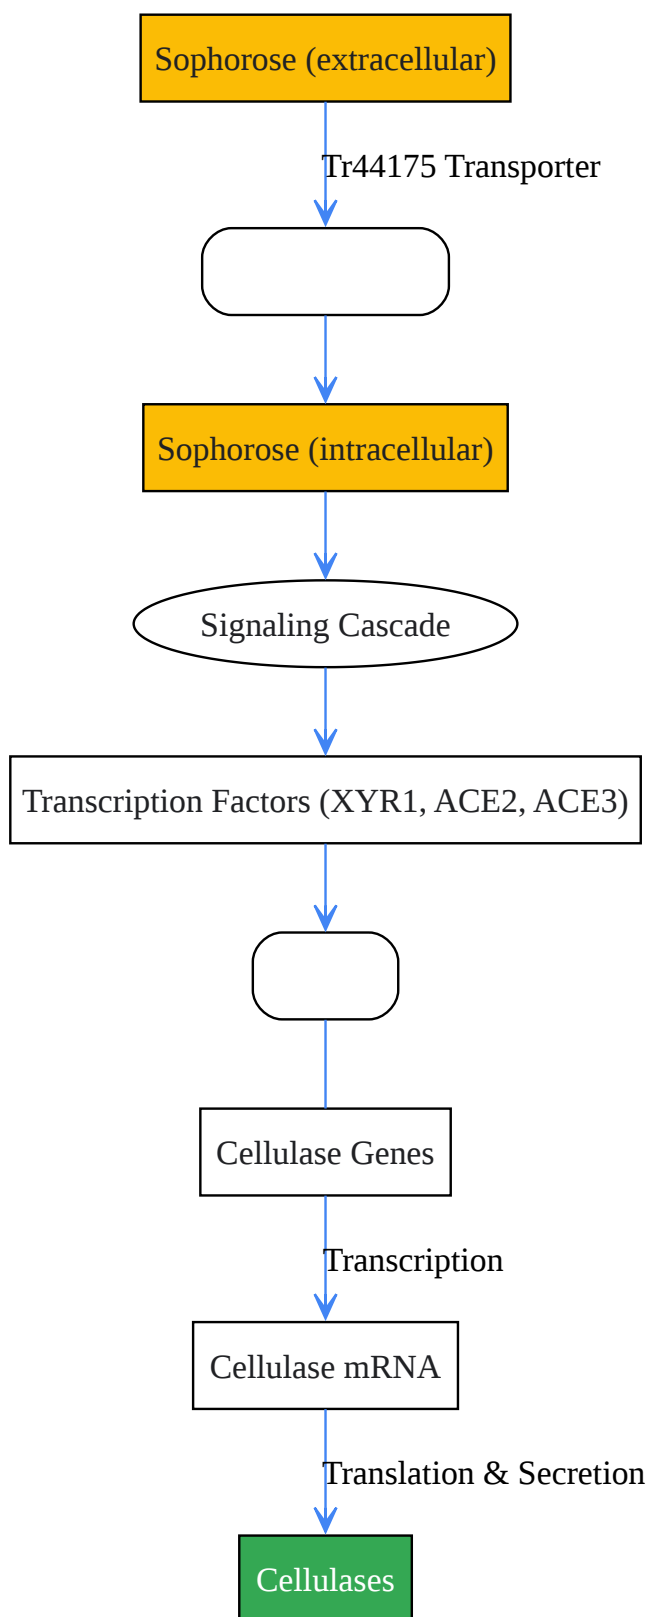 Sophorose (extracellular)
Tr44175 Transporter
Sophorose (intracellular)
Signaling Cascade
Transcription Factors (XYR1, ACE2, ACE3)
Cellulase Genes
Transcription
Cellulase mRNA
Translation & Secretion
Cellulases